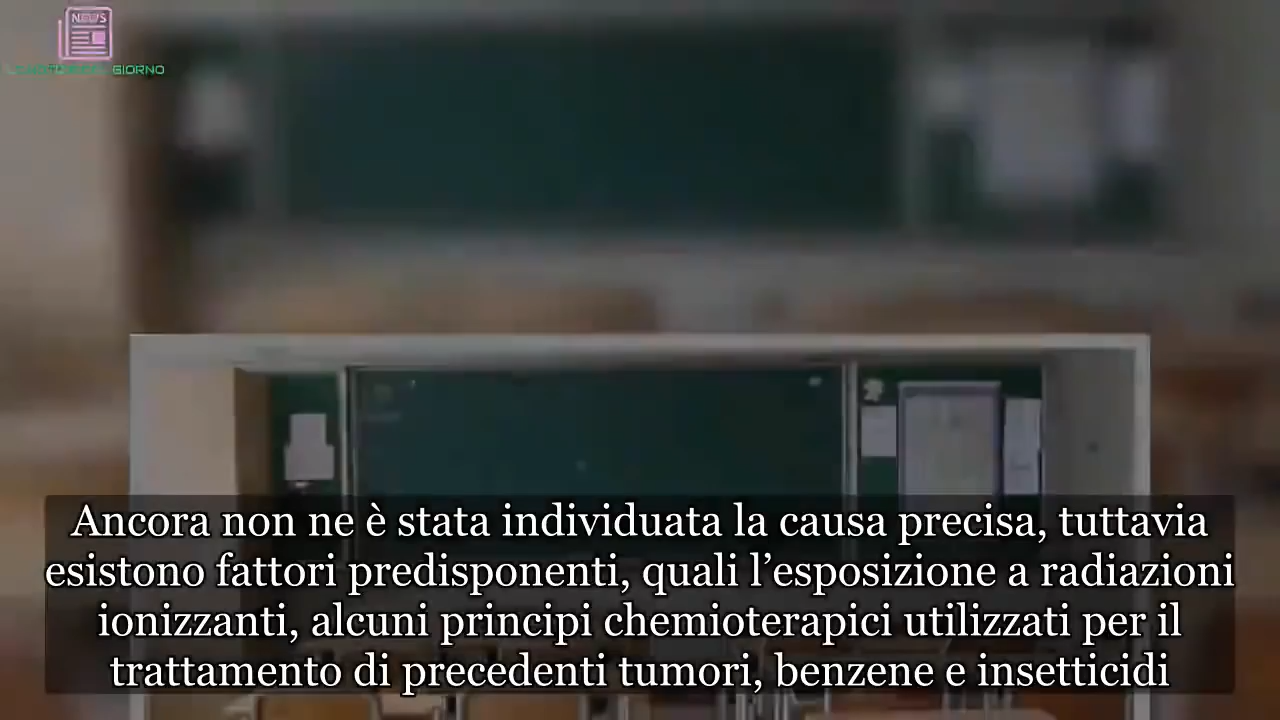 NEWS
GIORNO
Ancora non ne è stata individuata la causa precisa, tuttavia
esistono fattori predisponenti, quali l’esposizione a radiazioni
ionizzanti, alcuni principi chemioterapici utilizzati per il
trattamento di precedenti tumori, benzene e insetticidi